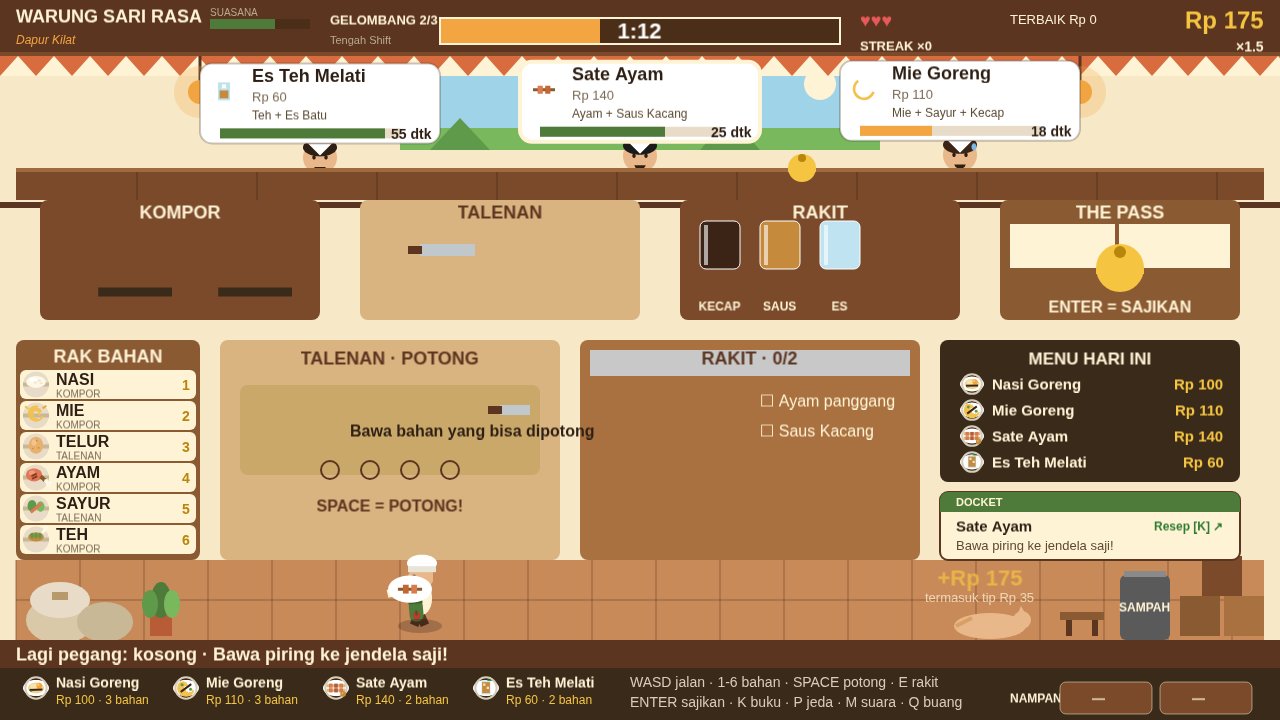 WARUNG SARI RASA
SUASANA
Dapur Kilat
GELOMBANG 2/3
Tengah Shift
1:12
♥♥♥
STREAK ×0
TERBAIK Rp 0
Rp 175
×1.5
Es Teh Melati
Rp 60
Teh + Es Batu
55 dtk
Sate Ayam
Rp 140
Ayam + Saus Kacang
25 dtk
Mie Goreng
Rp 110
Mie + Sayur + Kecap
18 dtk
KOMPOR
TALENAN
RAKIT
KECAP SAUS ES
THE PASS
ENTER = SAJIKAN
RAK BAHAN
NASI 1
KOMPOR
MIE 2
KOMPOR
TELUR 3
TALENAN
AYAM 4
KOMPOR
SAYUR 5
TALENAN
TEH 6
KOMPOR
TALENAN · POTONG
Bawa bahan yang bisa dipotong
SPACE = POTONG!
RAKIT · 0/2
☐ Ayam panggang
☐ Saus Kacang
MENU HARI INI
Nasi Goreng Rp 100
Mie Goreng Rp 110
Sate Ayam Rp 140
Es Teh Melati Rp 60
DOCKET
Sate Ayam Resep [K] ↗
Bawa piring ke jendela saji!
+Rp 175
termasuk tip Rp 35
SAMPAH
Lagi pegang: kosong · Bawa piring ke jendela saji!
Nasi Goreng
Rp 100 · 3 bahan
Mie Goreng
Rp 110 · 3 bahan
Sate Ayam
Rp 140 · 2 bahan
Es Teh Melati
Rp 60 · 2 bahan
WASD jalan · 1-6 bahan · SPACE potong · E rakit
ENTER sajikan · K buku · P jeda · M suara · Q buang
NAMPAN — —